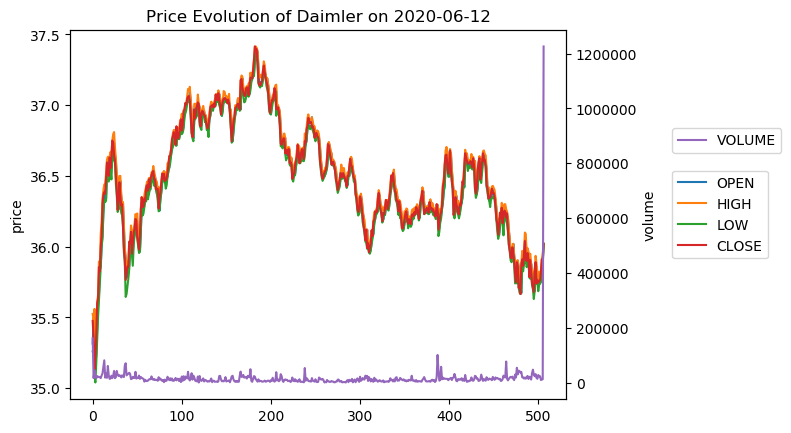 Price Evolution of Daimler on 2020-06-12
37.5
37.0
36.5
36.0
35.5
35.0
price
0
100
200
300
400
500
1200000
1000000
800000
600000
400000
200000
0
volume
VOLUME
OPEN
HIGH
LOW
CLOSE